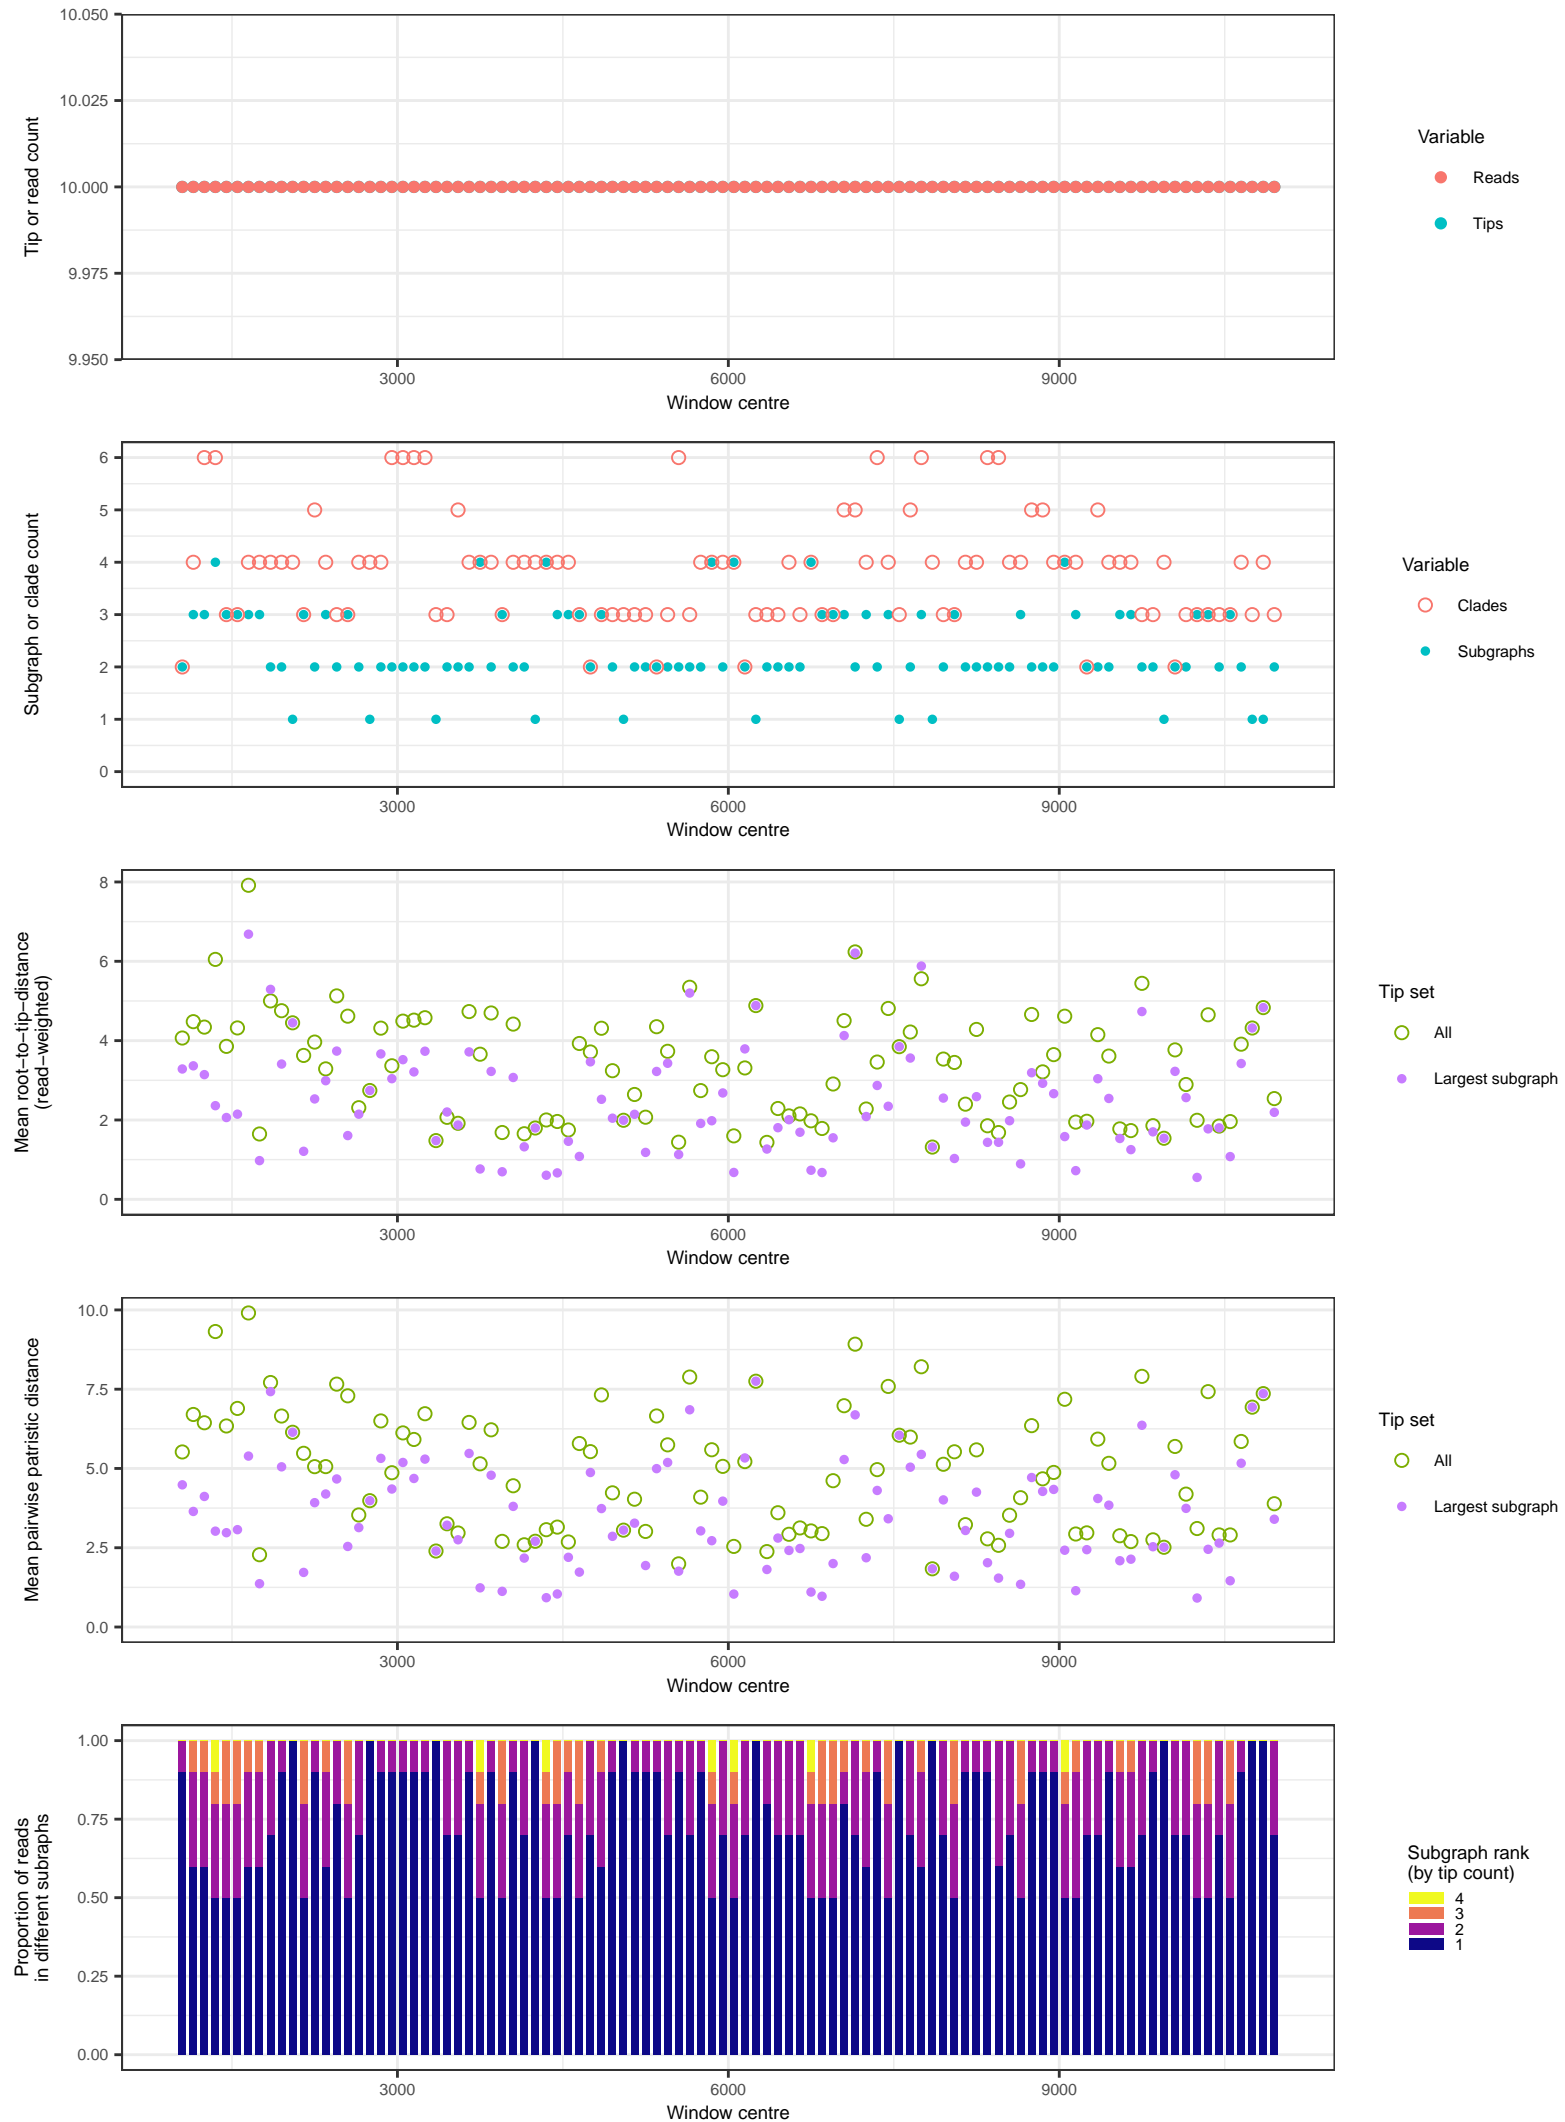 10.050
10.025
10.000
9.975
9.950
Tip or read count
3000 6000 9000
Window centre
Variable
Reads
Tips
6
5
4
3
2
1
0
Subgraph or clade count
3000 6000 9000
Window centre
Variable
Clades
Subgraphs
8
6
4
2
0
Mean root−to−tip−distance
(read−weighted)
3000 6000 9000
Window centre
Tip set
All
Largest subgraph
10.0
7.5
5.0
2.5
0.0
Mean pairwise patristic distance
3000 6000 9000
Window centre
Tip set
All
Largest subgraph
1.00
0.75
0.50
0.25
0.00
Proportion of reads
in different subraphs
3000 6000 9000
Window centre
Subgraph rank
(by tip count)
4
3
2
1